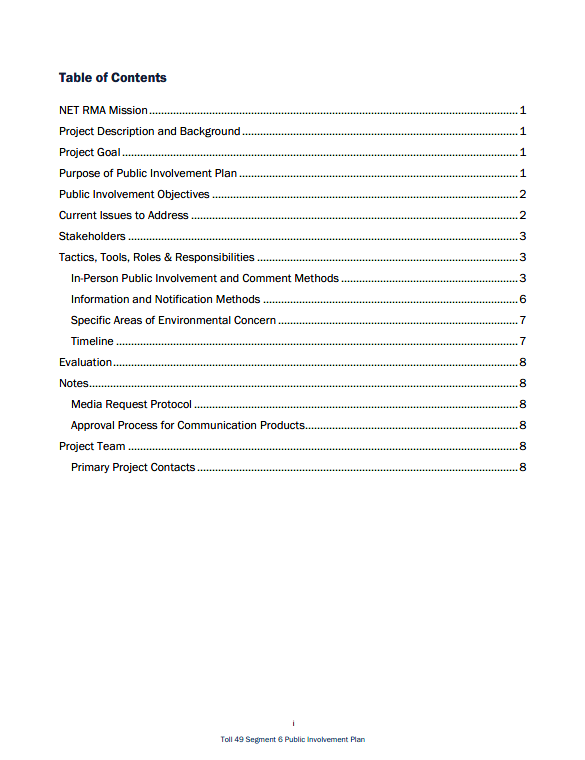 Table of Contents
NET RMA Mission 1
Project Description and Background 1
Project Goal 1
Purpose of Public Involvement Plan 1
Public Involvement Objectives 2
Current Issues to Address 2
Stakeholders 3
Tactics, Tools, Roles & Responsibilities 3
In-Person Public Involvement and Comment Methods 3
Information and Notification Methods 6
Specific Areas of Environmental Concern 7
Timeline 7
Evaluation 8
Notes 8
Media Request Protocol 8
Approval Process for Communication Products 8
Project Team 8
Primary Project Contacts 8
i
Toll 49 Segment 6 Public Involvement Plan